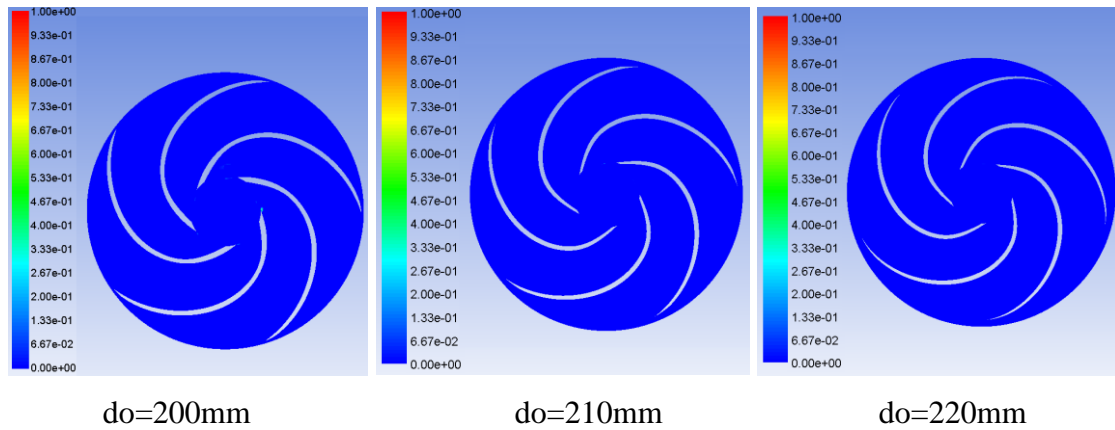 1.00e+00
9.33e-01
8.67e-01
8.00e-01
7.33e-01
6.67e-01
6.00e-01
5.33e-01
4.67e-01
4.00e-01
3.33e-01
2.67e-01
2.00e-01
1.33e-01
6.67e-02
0.00e+00
1.00e+00
9.33e-01
8.67e-01
8.00e-01
7.33e-01
6.67e-01
6.00e-01
5.33e-01
4.67e-01
4.00e-01
3.33e-01
2.67e-01
2.00e-01
1.33e-01
6.67e-02
0.00e+00
1.00e+00
9.33e-01
8.67e-01
8.00e-01
7.33e-01
6.67e-01
6.00e-01
5.33e-01
4.67e-01
4.00e-01
3.33e-01
2.67e-01
2.00e-01
1.33e-01
6.67e-02
0.00e+00
do=200mm do=210mm do=220mm